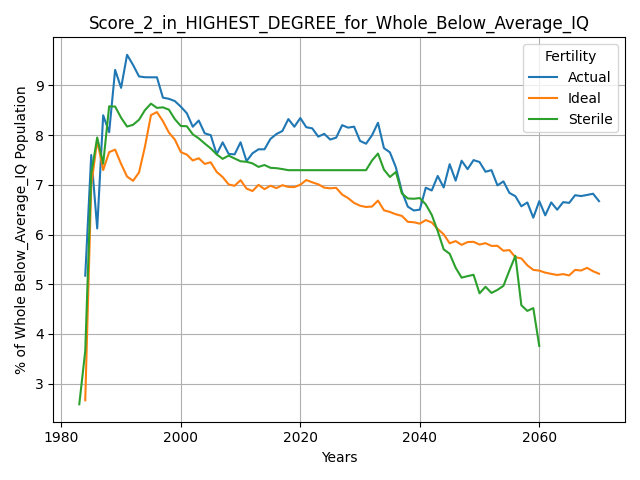 Score_2_in_HIGHEST_DEGREE_for_Whole_Below_Average_IQ
% of Whole Below_Average_IQ Population
9
8
7
6
5
4
3
Fertility
Actual
Ideal
Sterile
1980 2000 2020 2040 2060
Years